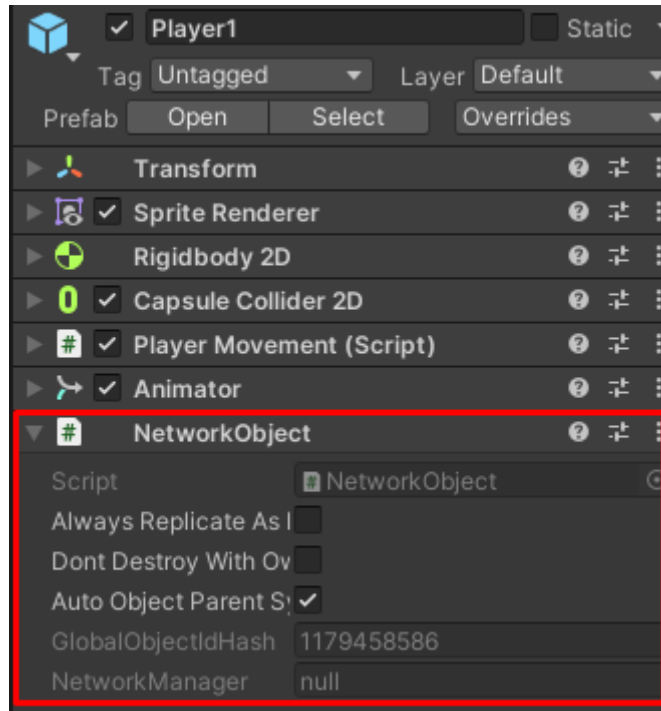 Player1 Static
Tag Untagged Layer Default
Prefab Open Select Overrides
Transform
Sprite Renderer
Rigidbody 2D
Capsule Collider 2D
# Player Movement (Script)
Animator
# NetworkObject
Script # NetworkObject
Always Replicate As
Dont Destroy With
Auto Object Parent
GlobalObjectIdHash 1179458586
NetworkManager null